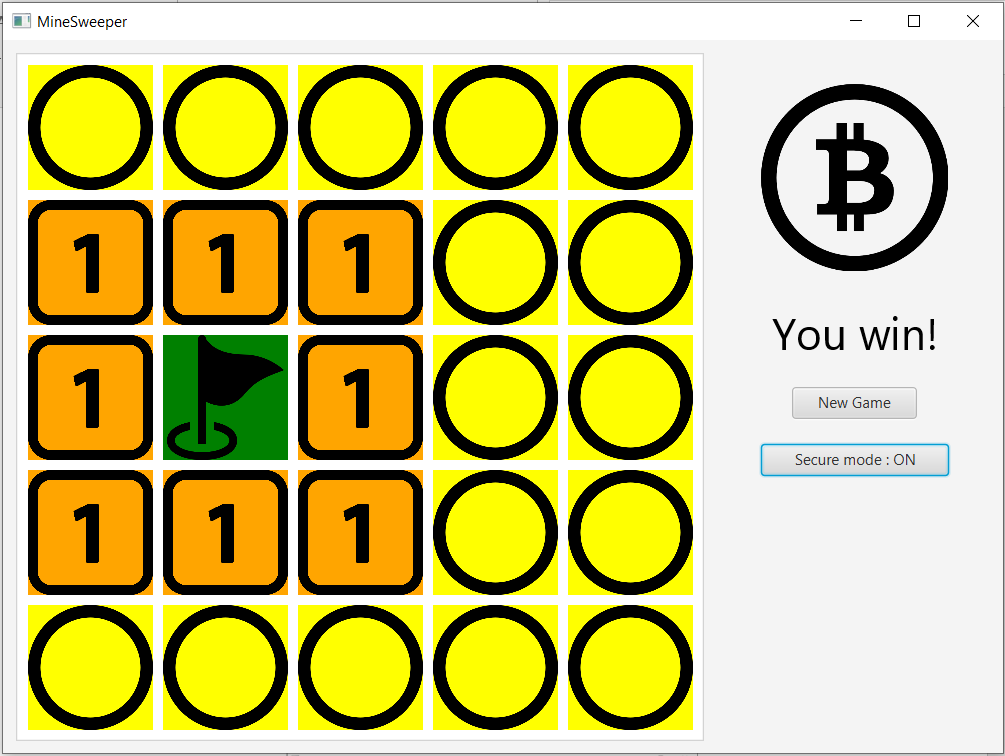 MineSweeper
1 1 1
1 1
1 1 1
₿
You win!
New Game
Secure mode : ON